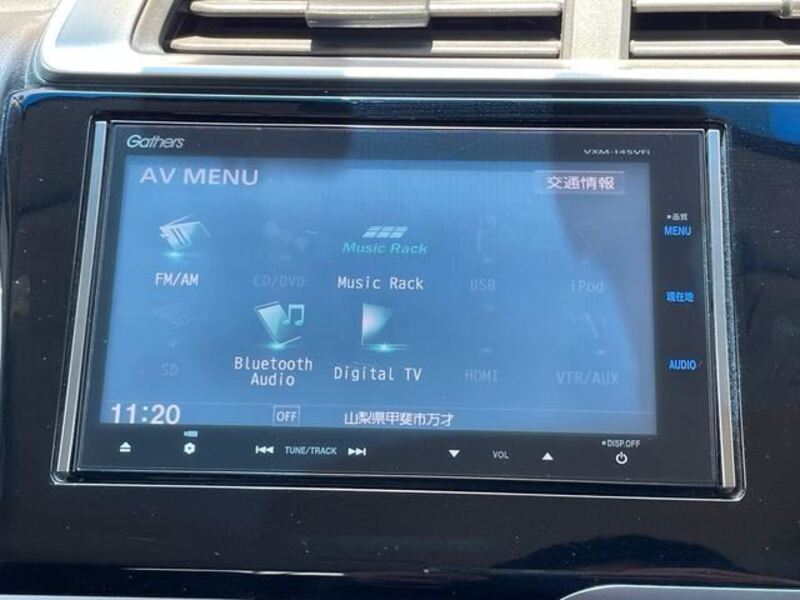 Gathers
VXM-145VFi
AV MENU
交通情報
画質
MENU
Music Rack
FM/AM
CD/DVD
Music Rack
USB
iPod
現在地
SD
SD
Bluetooth
Audio
Digital TV
HDMI
VTR/AUX
AUDIO
11:20
OFF
山梨県甲斐市万才
DISP.OFF
TUNE/TRACK
VOL